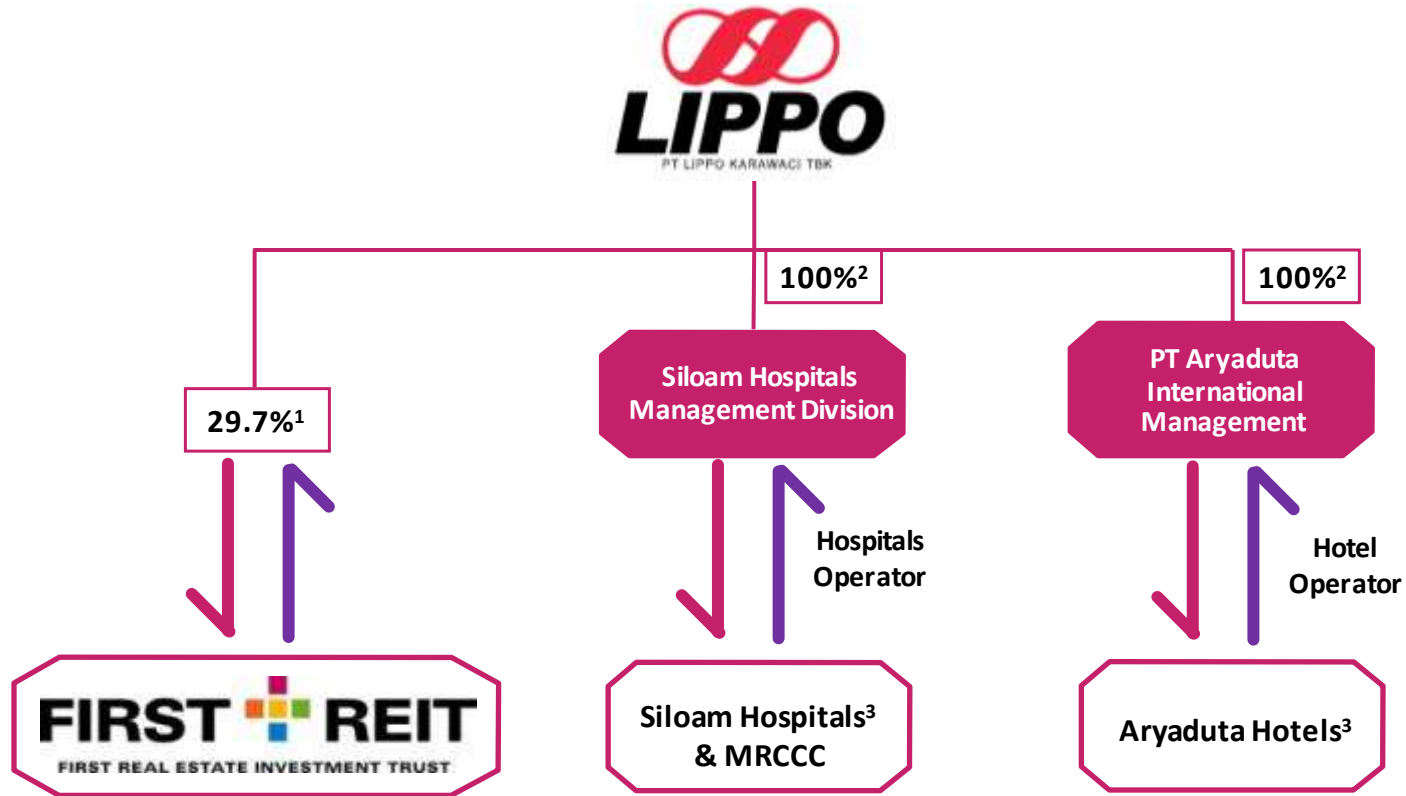 LIPPO
PT LIPPO KARAWACI TBK
100%²
100%²
29.7%¹
Siloam Hospitals
Management Division
PT Aryaduta
International
Management
Hospitals
Operator
Hotel
Operator
FIRST REIT
FIRST REAL ESTATE INVESTMENT TRUST
Siloam Hospitals³
& MRCCC
Aryaduta Hotels³